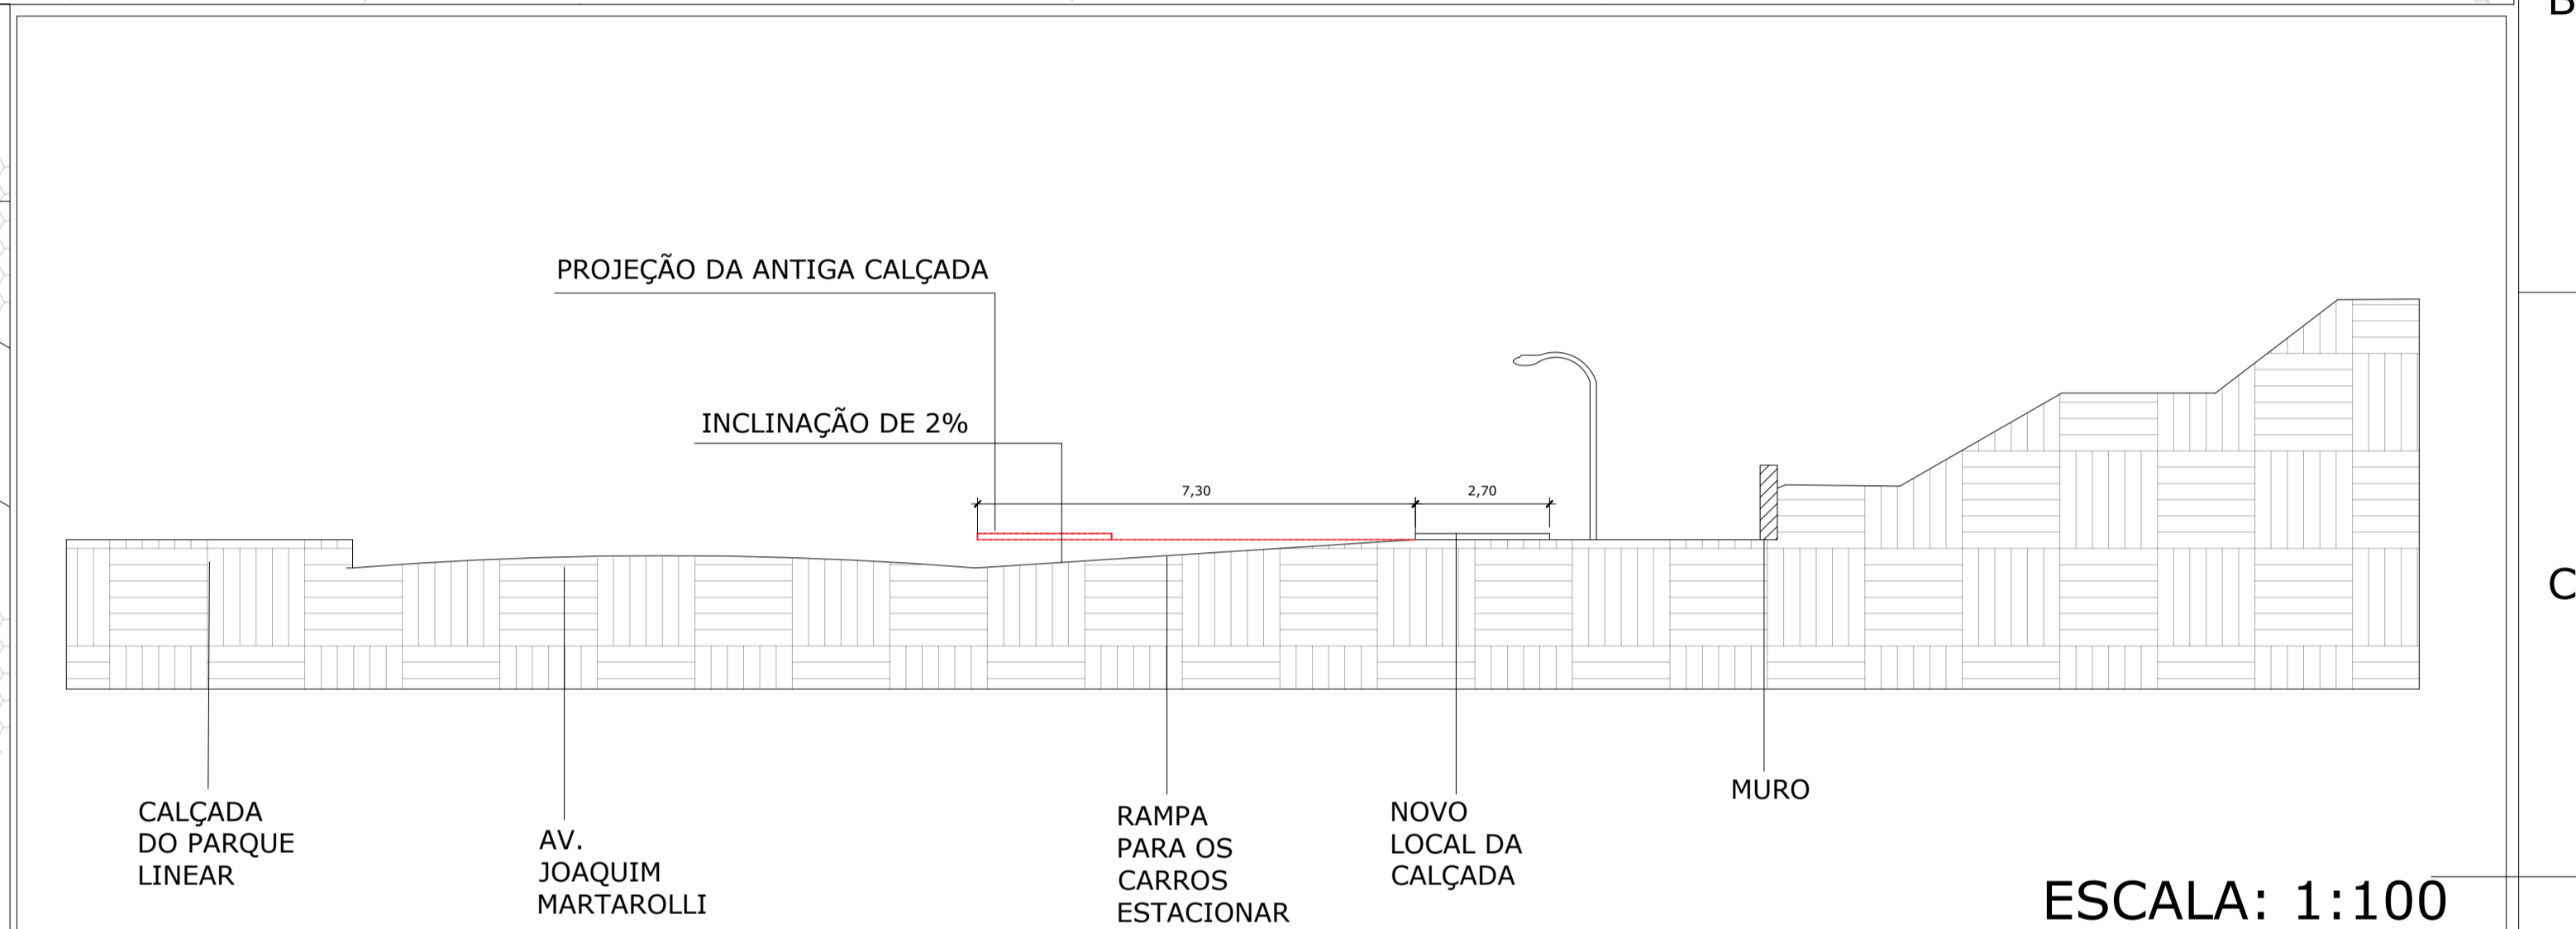 B
PROJEÇÃO DA ANTIGA CALÇADA
INCLINAÇÃO DE 2%
7,30
2,70
C
CALÇADA
DO PARQUE
LINEAR
AV.
JOAQUIM
MARTAROLLI
RAMPA
PARA OS
CARROS
ESTACIONAR
NOVO
LOCAL DA
CALÇADA
MURO
ESCALA: 1:100